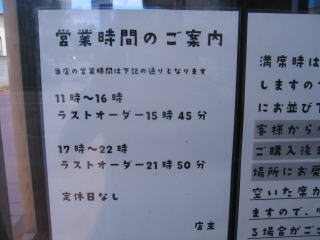 営業時間のご案内
当店の営業時間は下記の通りとなります
11時〜16時
ラストオーダー15時45分
17時〜22時
ラストオーダー21時50分
定休日なし
店主
満席時は
しますの
にお並び
客様から
ご購入後
場所にお
空いた席か
ますので、
る場合がご